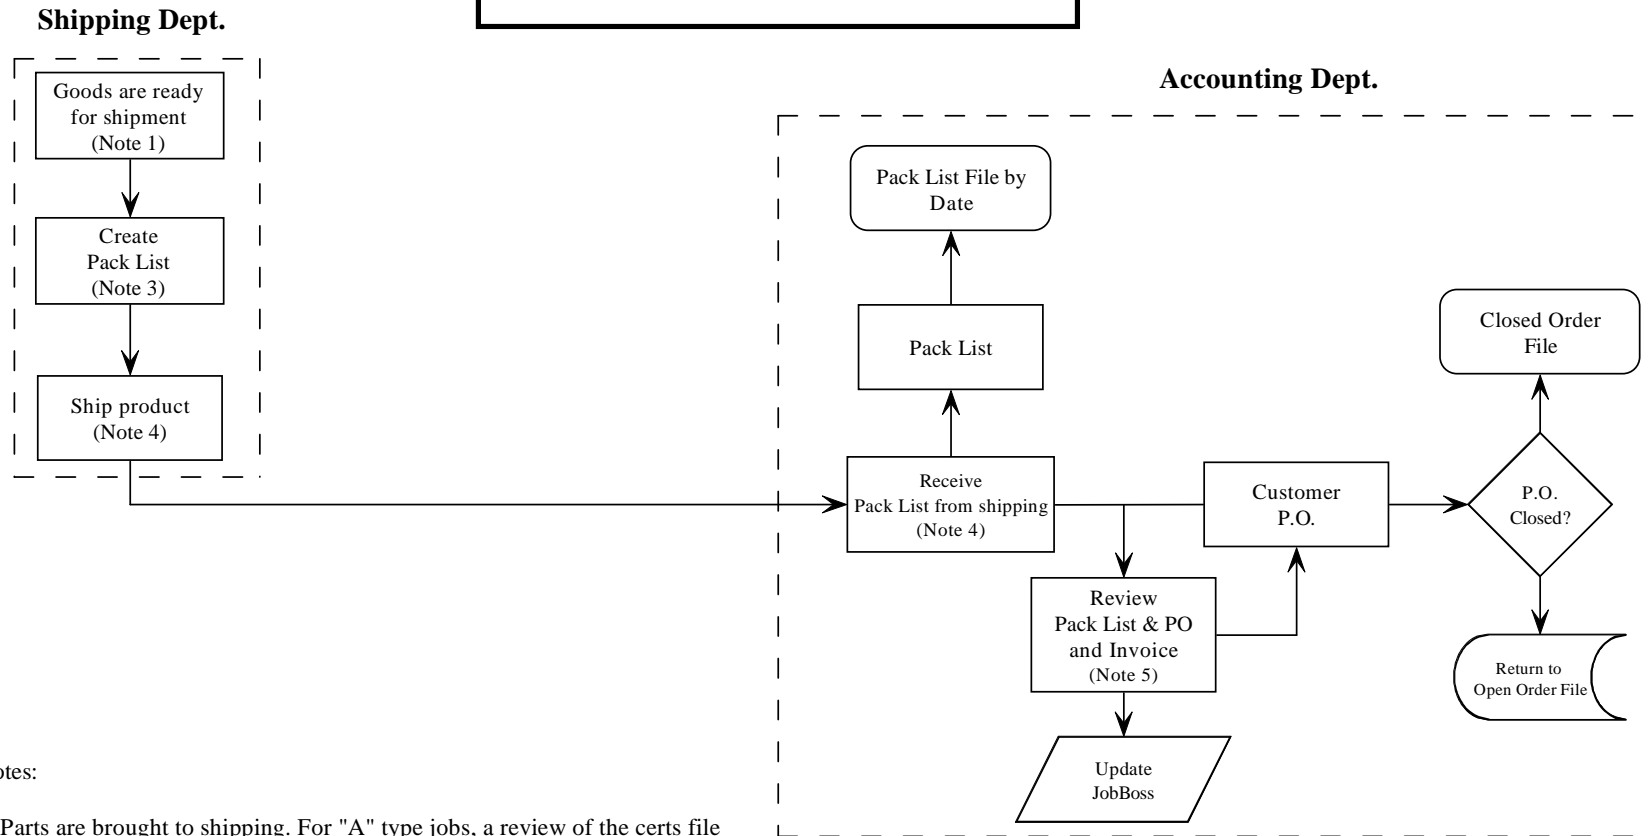 Shipping Dept.
Goods are ready
for shipment
(Note 1)
Create
Pack List
(Note 3)
Ship product
(Note 4)
Accounting Dept.
Pack List File by
Date
Pack List
Receive
Pack List from shipping
(Note 4)
Review
Pack List & PO
and Invoice
(Note 5)
Update
JobBoss
Customer
P.O.
P.O.
Closed?
Closed Order
File
Return to
Open Order File
otes:
Parts are brought to shipping. For "A" type jobs, a review of the certs file